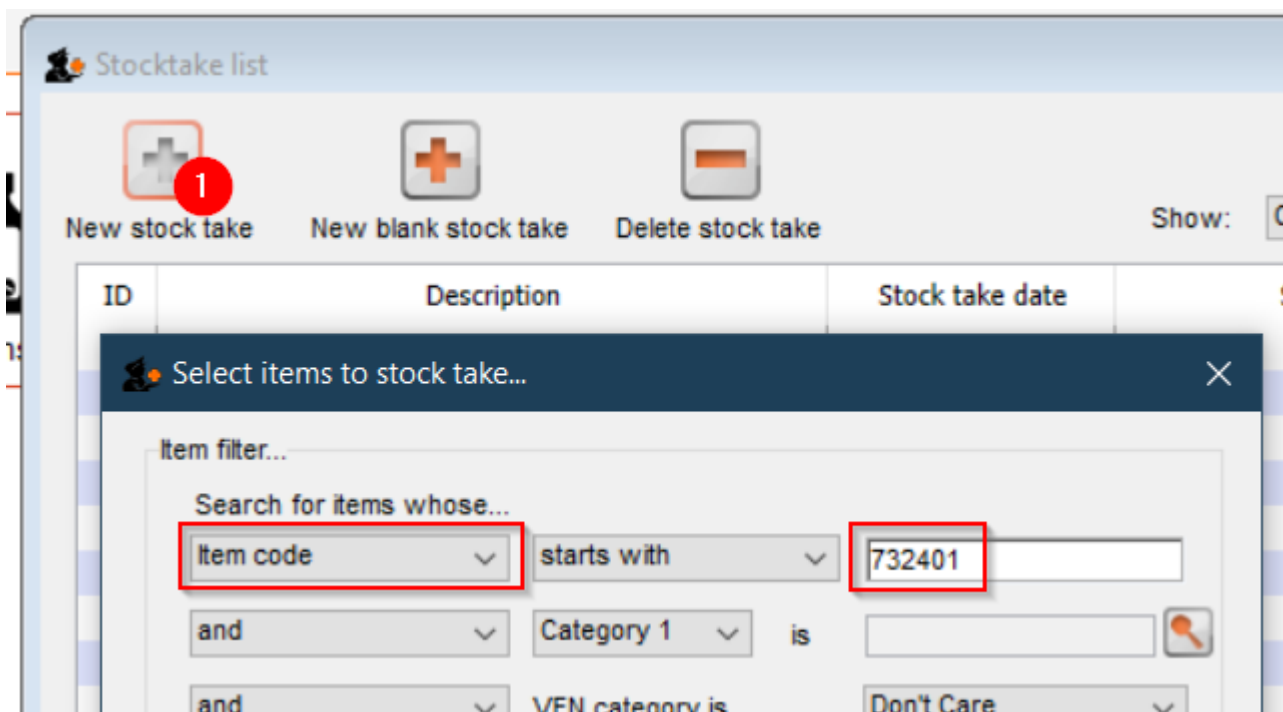 Stocktake list
1
New stock take New blank stock take Delete stock take Show:
ID Description Stock take date
Select items to stock take...
Item filter...
Search for items whose...
Item code starts with 732401
and Category 1 is
and VEN category is Don't Care